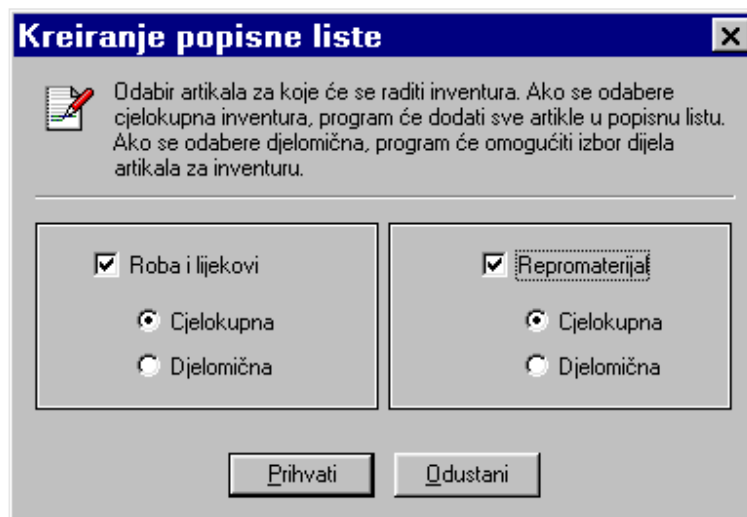 Kreiranje popisne liste
Odabir artikala za koje će se raditi inventura. Ako se odabere
cjelokupna inventura, program će dodati sve artikle u popisnu listu.
Ako se odabere djelomična, program će omogućiti izbor dijela
artikala za inventuru.
Roba i lijekovi
Cjelokupna
Djelomična
Repromaterijal
Cjelokupna
Djelomična
Prihvati
Odustani